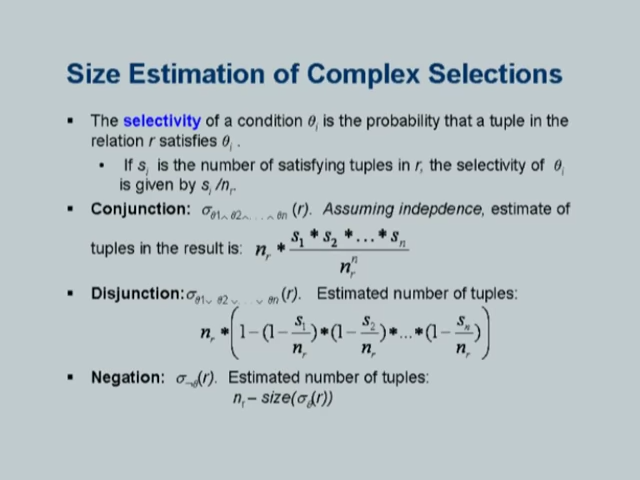 Size Estimation of Complex Selections
▪ The selectivity of a condition θi is the probability that a tuple in the
relation r satisfies θi .
• If si is the number of satisfying tuples in r, the selectivity of θi
is given by si /nr.
▪ Conjunction: σθ1∧ θ2∧. . . ∧ θn (r). Assuming indepdence, estimate of
tuples in the result is: nr * (s1 * s2 * ... * sn) / nr^n
▪ Disjunction:σθ1∨ θ2 ∨. . . ∨ θn (r). Estimated number of tuples:
nr * (1 − (1 − s1/nr) * (1 − s2/nr) * ... * (1 − sn/nr))
▪ Negation: σ¬θ(r). Estimated number of tuples:
nr – size(σθ(r))